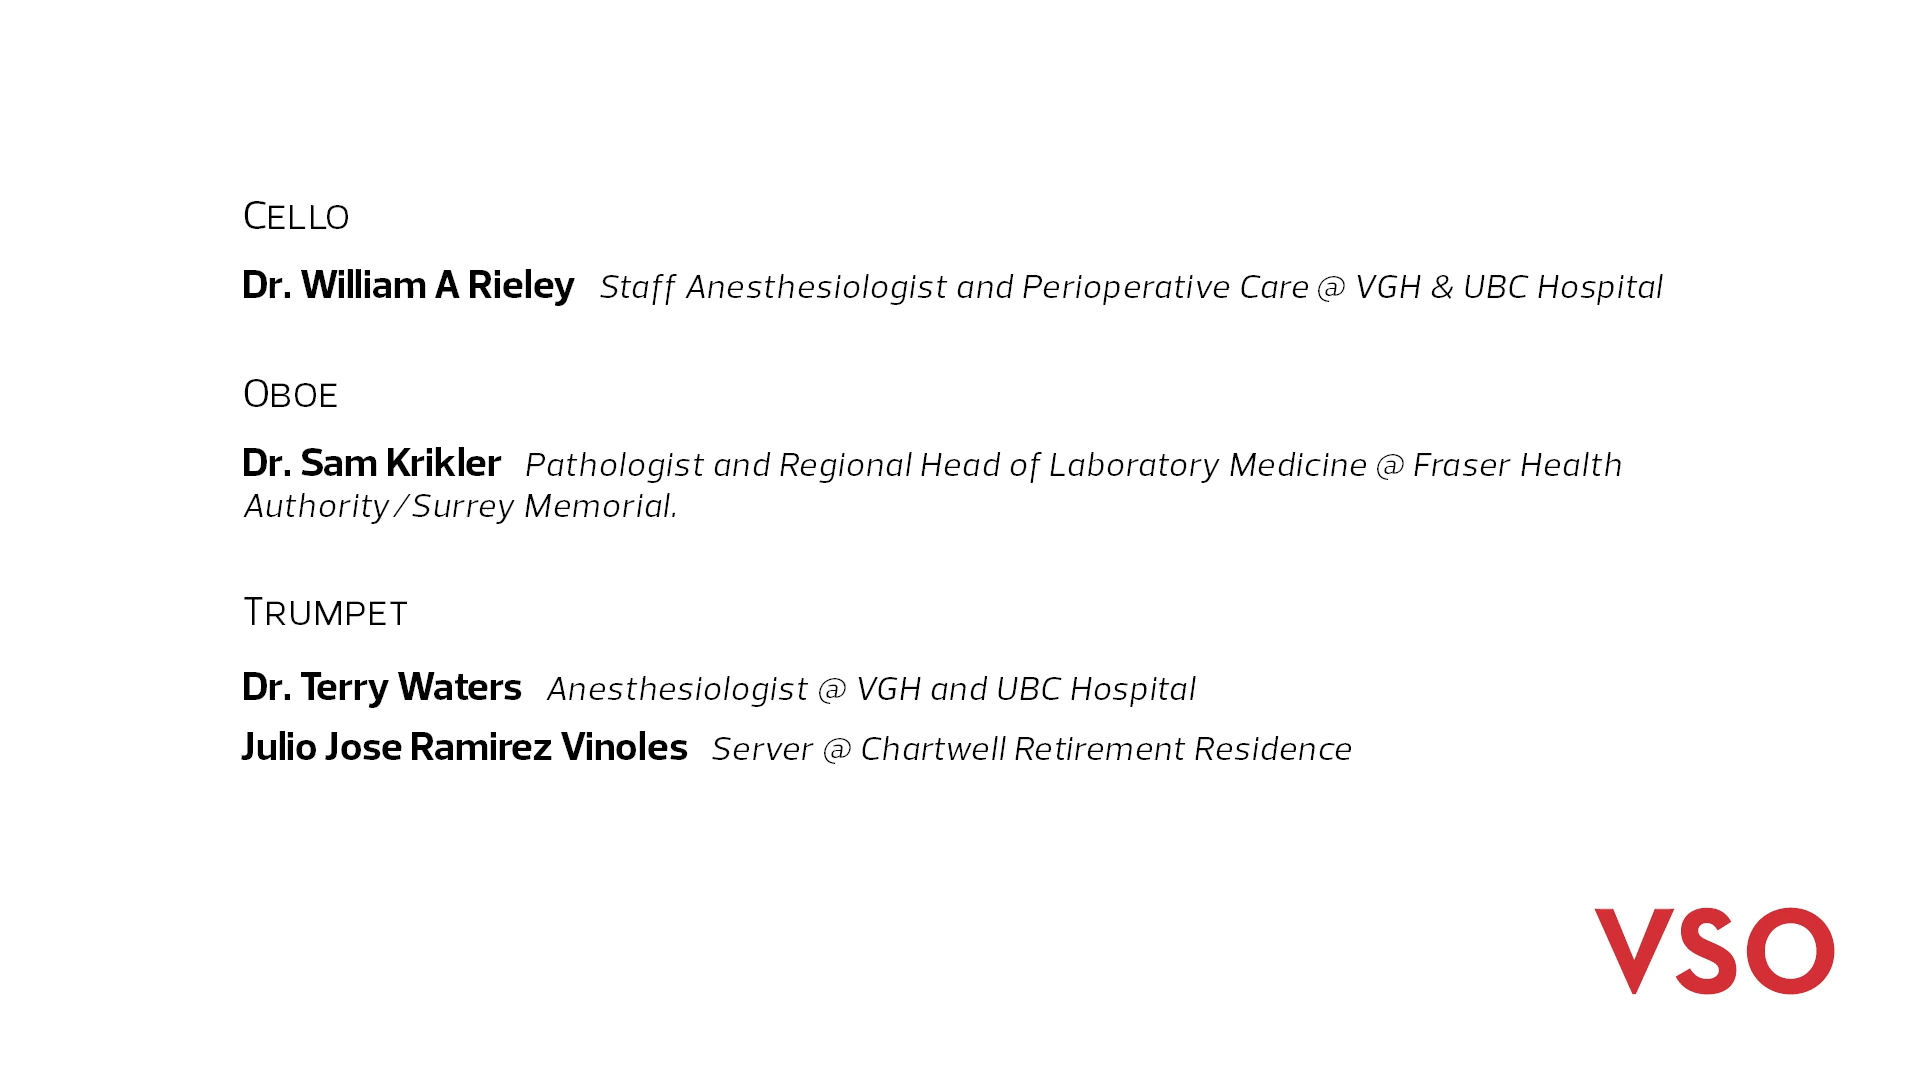 CELLO
Dr. William A Rieley Staff Anesthesiologist and Perioperative Care @ VGH & UBC Hospital
OBOE
Dr. Sam Krikler Pathologist and Regional Head of Laboratory Medicine @ Fraser Health
Authority/Surrey Memorial.
TRUMPET
Dr. Terry Waters Anesthesiologist @ VGH and UBC Hospital
Julio Jose Ramirez Vinoles Server @ Chartwell Retirement Residence
VSO